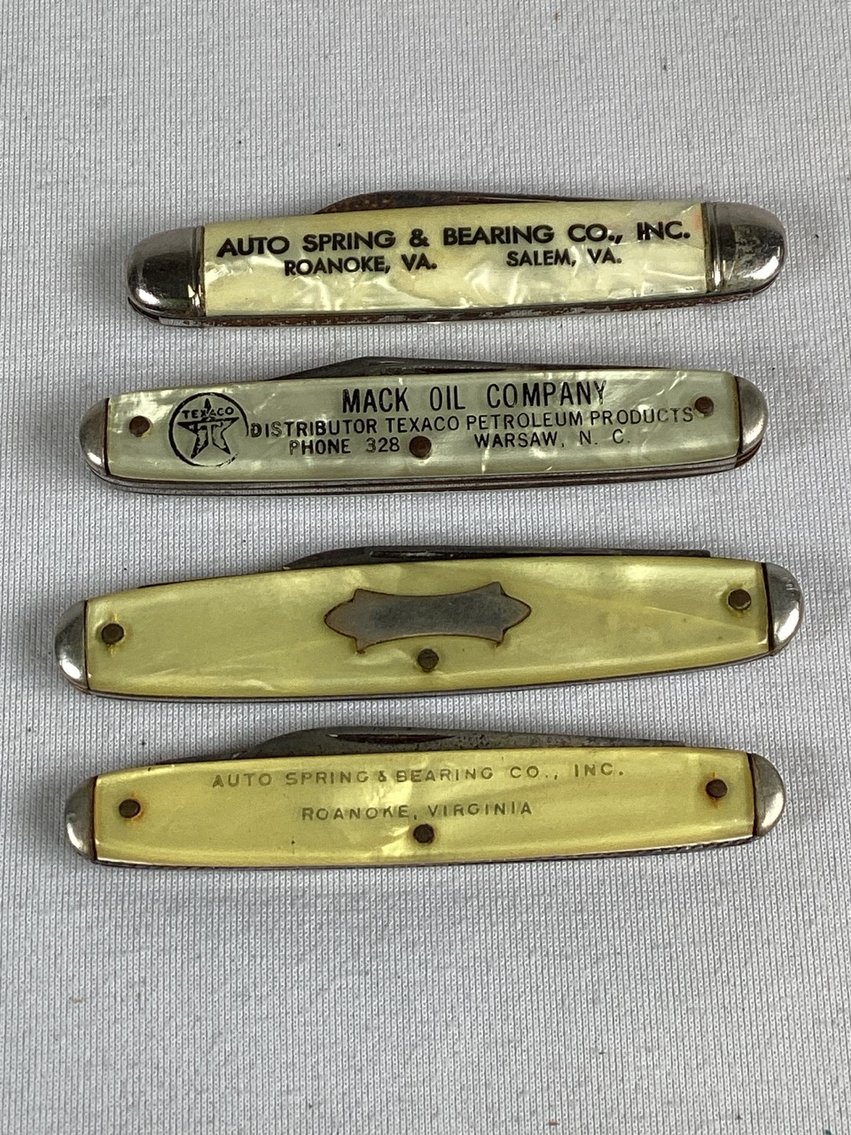 AUTO SPRING & BEARING CO., INC.
ROANOKE, VA. SALEM, VA.
TEXACO
T
MACK OIL COMPANY
DISTRIBUTOR TEXACO PETROLEUM PRODUCTS
PHONE 328 WARSAW, N. C.
AUTO SPRING & BEARING CO., INC.
ROANOKE, VIRGINIA